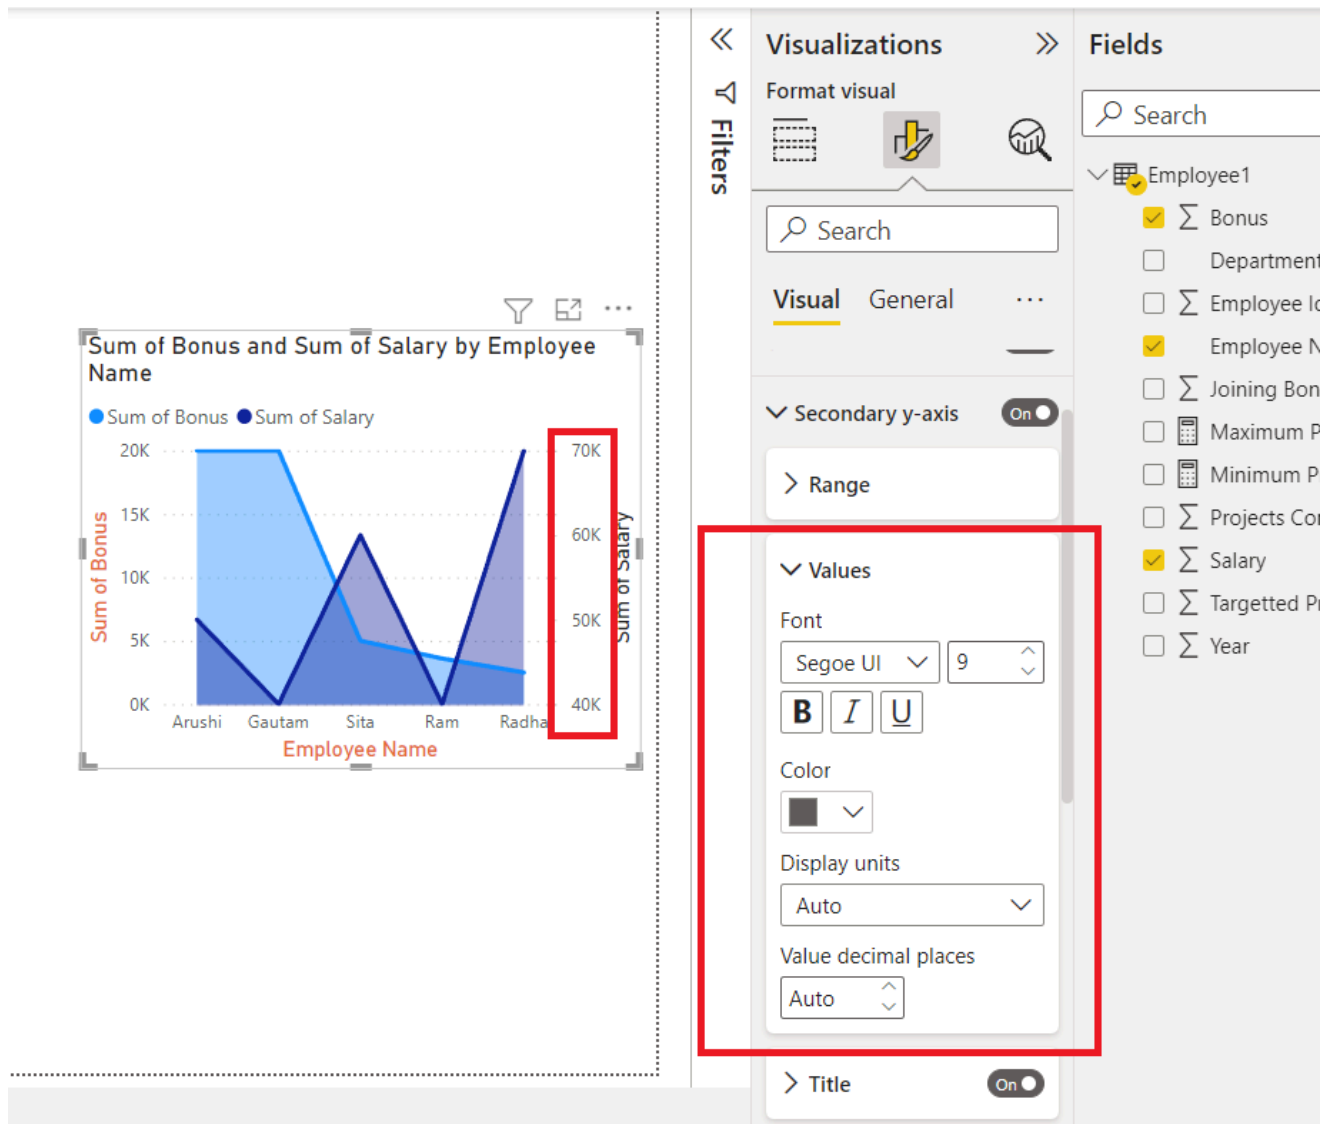 Sum of Bonus and Sum of Salary by Employee
Name
Sum of Bonus Sum of Salary
20K
15K
10K
5K
0K
Sum of Bonus
70K
60K
50K
40K
Sum of Salary
Arushi Gautam Sita Ram Radha
Employee Name
Filters
Visualizations
Format visual
Search
Visual General
Secondary y-axis On
Range
Values
Font
Segoe UI 9
B I U
Color
Display units
Auto
Value decimal places
Auto
Title On
Fields
Search
Employee1
Σ Bonus
Department
Σ Employee Id
Employee N
Σ Joining Bon
Maximum P
Minimum P
Σ Projects Co
Σ Salary
Σ Targetted P
Σ Year